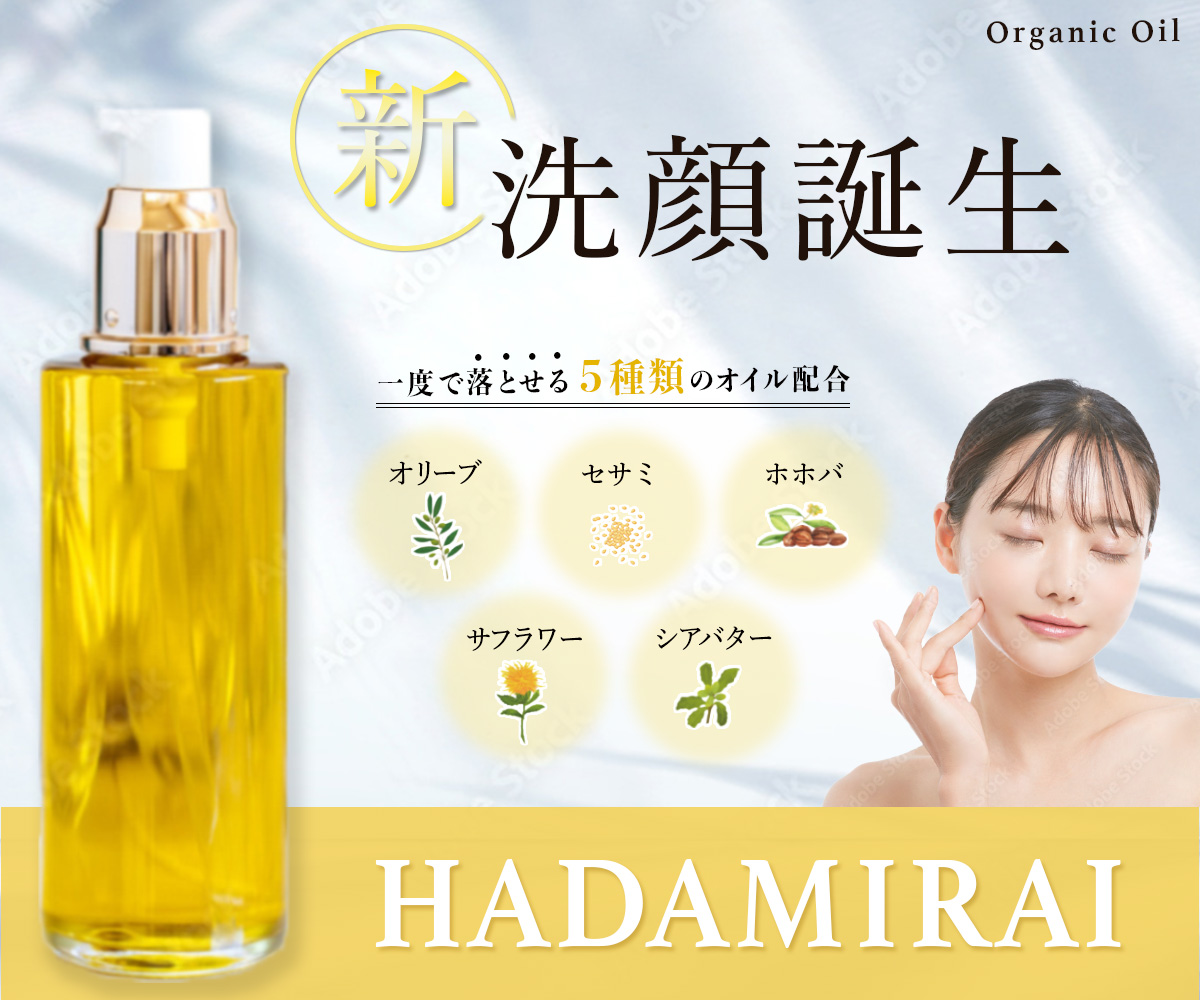 Organic Oil
新
洗顔誕生
一度で落とせる5種類のオイル配合
オリーブ
セサミ
ホホバ
サフラワー
シアバター
HADAMIRAI
Adobe Stock